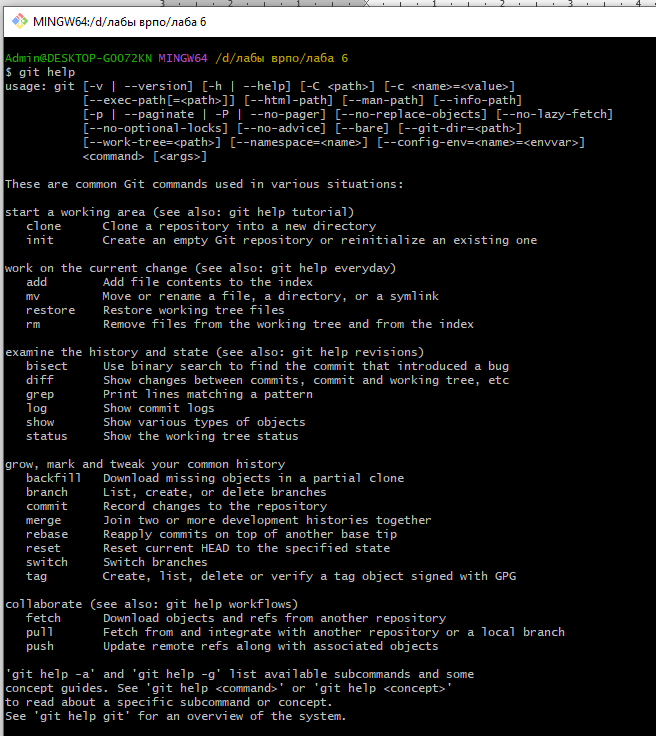 3 2 1 1 2 3 4
MINGW64:/d/лабы врпо/лаба 6
Admin@DESKTOP-GOO72KN MINGW64 /d/лабы врпо/лаба 6
$ git help
usage: git [-v | --version] [-h | --help] [-C <path>] [-c <name>=<value>]
           [--exec-path[=<path>]] [--html-path] [--man-path] [--info-path]
           [-p | --paginate | -P | --no-pager] [--no-replace-objects] [--no-lazy-fetch]
           [--no-optional-locks] [--no-advice] [--bare] [--git-dir=<path>]
           [--work-tree=<path>] [--namespace=<name>] [--config-env=<name>=<envvar>]
           <command> [<args>]

These are common Git commands used in various situations:

start a working area (see also: git help tutorial)
   clone      Clone a repository into a new directory
   init       Create an empty Git repository or reinitialize an existing one

work on the current change (see also: git help everyday)
   add        Add file contents to the index
   mv         Move or rename a file, a directory, or a symlink
   restore    Restore working tree files
   rm         Remove files from the working tree and from the index

examine the history and state (see also: git help revisions)
   bisect     Use binary search to find the commit that introduced a bug
   diff       Show changes between commits, commit and working tree, etc
   grep       Print lines matching a pattern
   log        Show commit logs
   show       Show various types of objects
   status     Show the working tree status

grow, mark and tweak your common history
   backfill   Download missing objects in a partial clone
   branch     List, create, or delete branches
   commit     Record changes to the repository
   merge      Join two or more development histories together
   rebase     Reapply commits on top of another base tip
   reset      Reset current HEAD to the specified state
   switch     Switch branches
   tag        Create, list, delete or verify a tag object signed with GPG

collaborate (see also: git help workflows)
   fetch      Download objects and refs from another repository
   pull       Fetch from and integrate with another repository or a local branch
   push       Update remote refs along with associated objects

'git help -a' and 'git help -g' list available subcommands and some
concept guides. See 'git help <command>' or 'git help <concept>'
to read about a specific subcommand or concept.
See 'git help git' for an overview of the system.